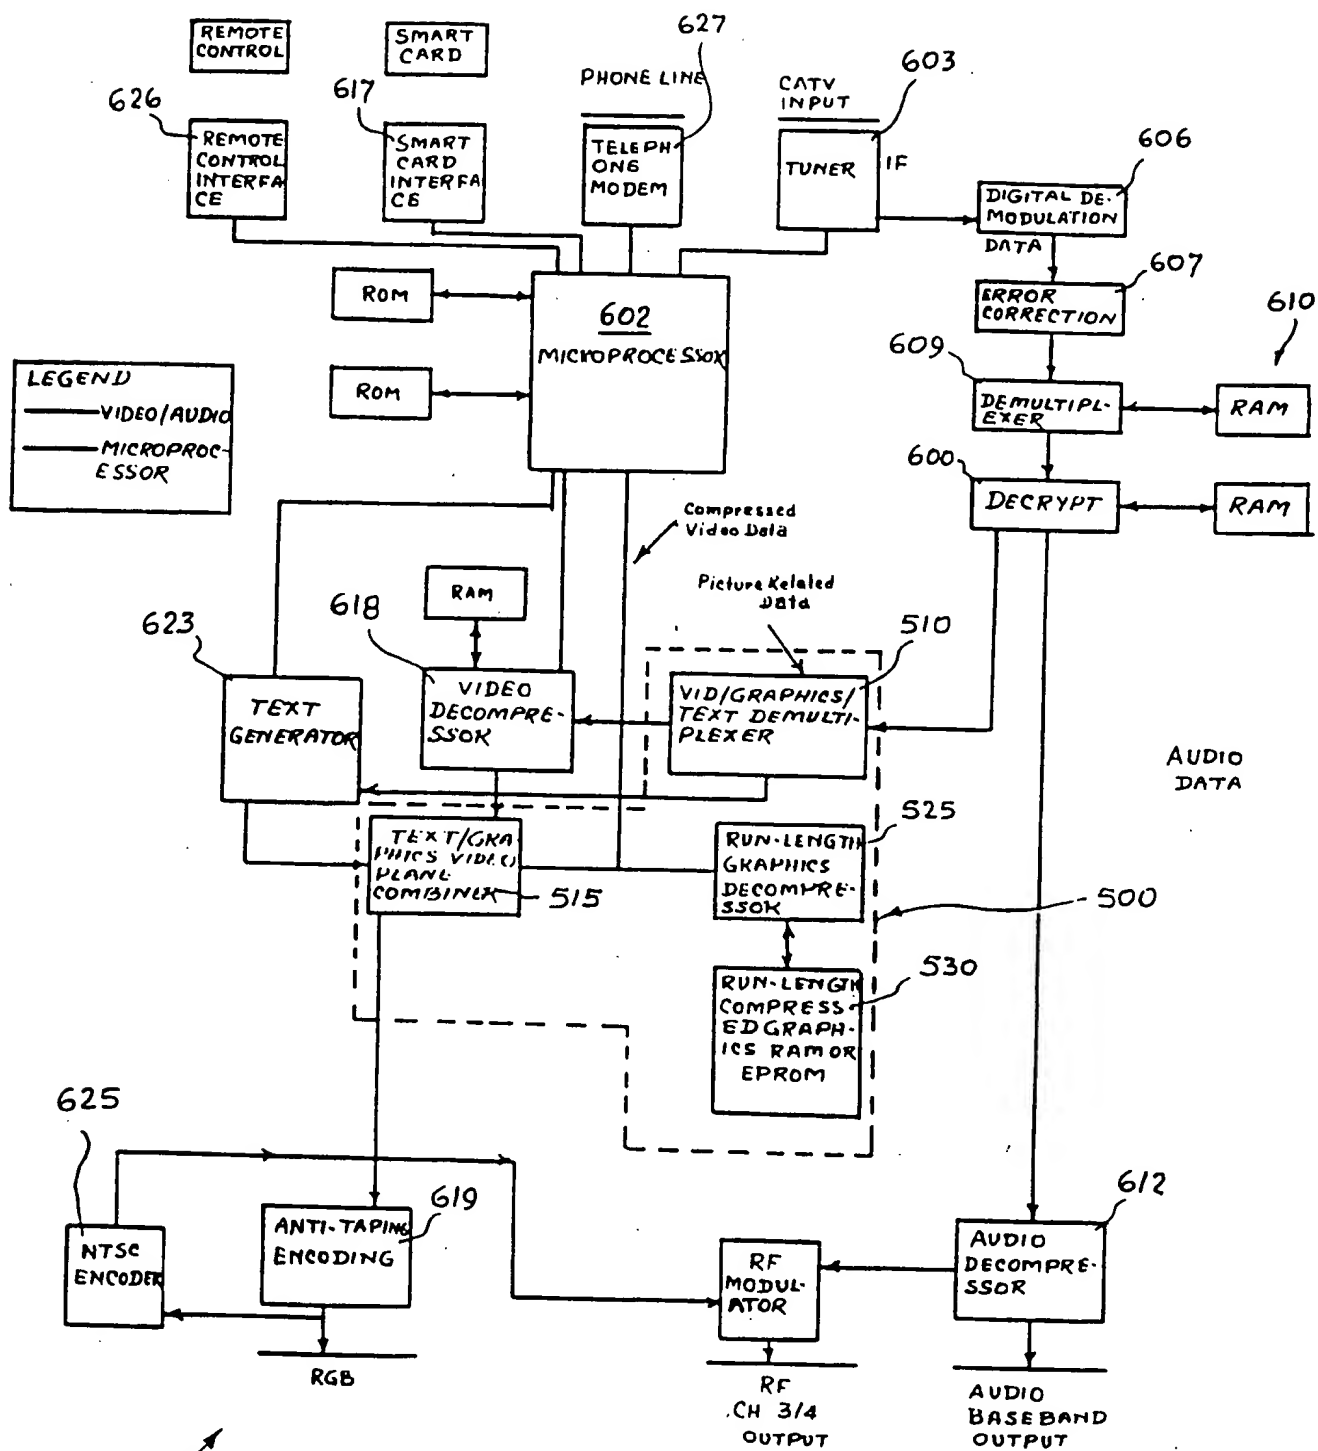 REMOTE
CONTROL
SMART
CARD
627
PHONE LINE
CATV
INPUT
603
626
617
606
REMOTE
CONTROL
INTERFA
CE
SMART
CARD
INTERFA
CE
TELEPH
ONE
MODEM
TUNER
IF
DIGITAL DE-
MODULATION
DATA
607
ROM
602
MICROPROCESSOR
ERROR
CORRECTION
610
609
LEGEND
VIDEO/AUDIO
MICROPROC-
ESSOR
ROM
DEMULTIPL-
EXER
RAM
600
DECRYPT
RAM
Compressed
Video Data
Picture Related
Data
RAM
618
623
510
TEXT
GENERATOR
VIDEO
DECOMPRE-
SSOR
VID/GRAPHICS/
TEXT DEMULTI-
PLEXER
AUDIO
DATA
525
TEXT/GRA
PHICS VIDEO
PLANE
COMBINER
515
RUN-LENGTH
GRAPHICS
DECOMPRE-
SSOR
500
530
RUN-LENGTH
COMPRESS
ED GRAPH-
ICS RAM OR
EPROM
625
619
612
NTSC
ENCODER
ANTI-TAPING
ENCODING
RF
MODUL-
ATOR
AUDIO
DECOMPRE-
SSOR
RGB
RF
CH 3/4
OUTPUT
AUDIO
BASEBAND
OUTPUT